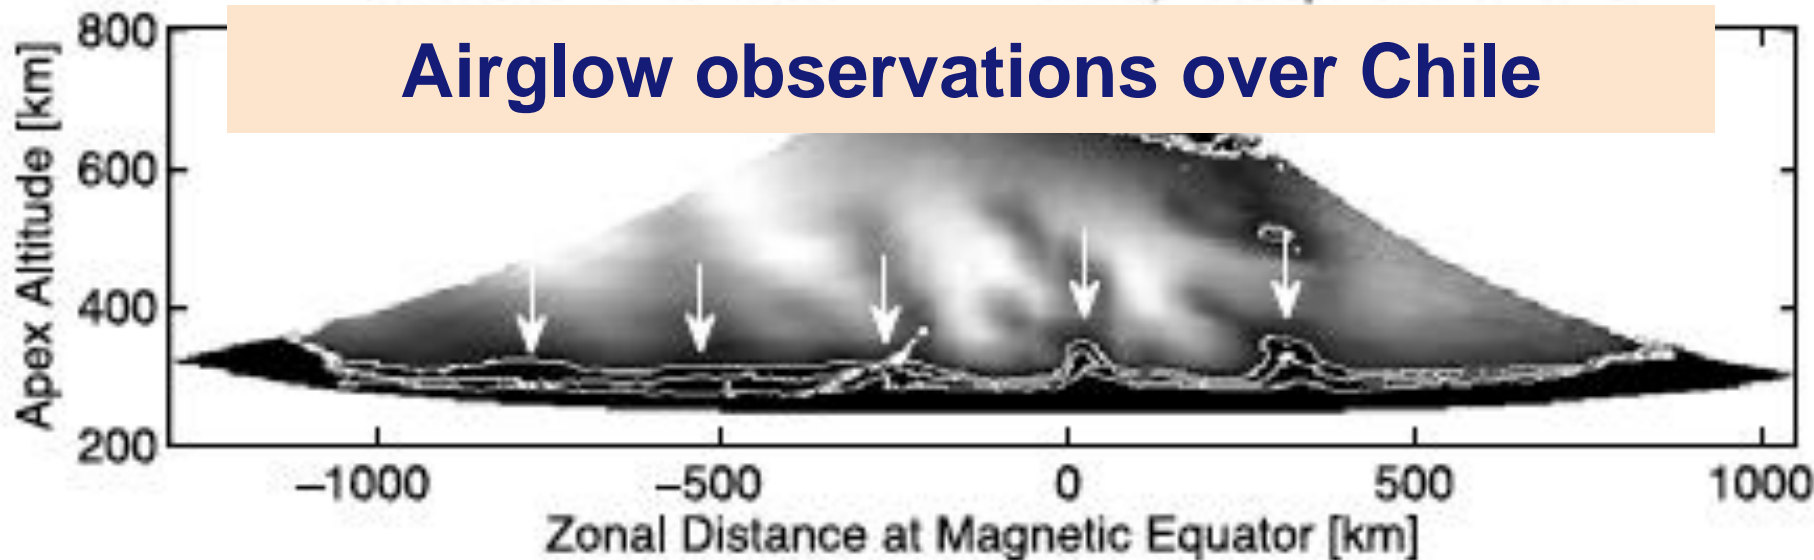 Airglow observations over Chile
800
600
400
200
Apex Altitude [km]
−1000 −500 0 500 1000
Zonal Distance at Magnetic Equator [km]